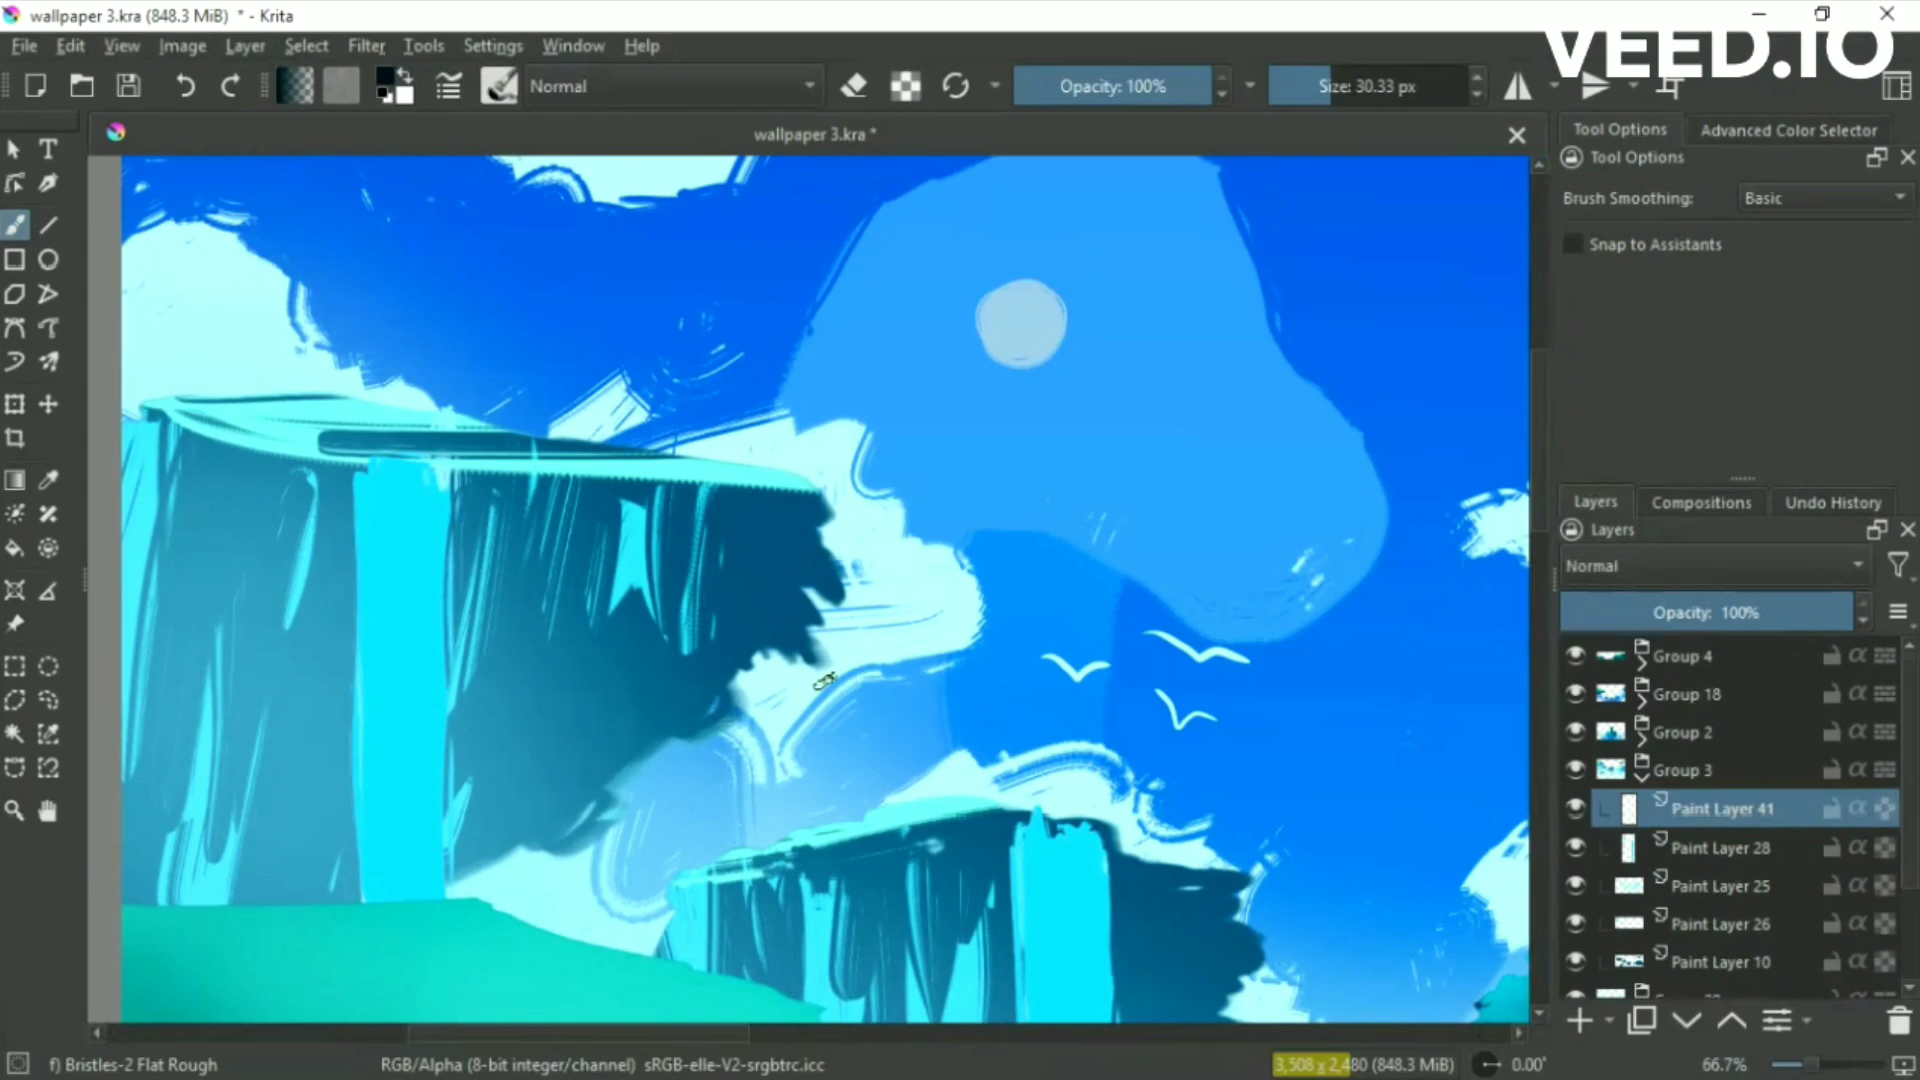 wallpaper 3.kra (848.3 MiB) * - Krita
File Edit View Image Layer Select Filter Tools Settings Window Help
VEED.IO
Normal
Opacity: 100%
Size: 30.33 px
wallpaper 3.kra *
Tool Options
Advanced Color Selector
Tool Options
Brush Smoothing:
Basic
Snap to Assistants
Layers
Compositions
Undo History
Layers
Normal
Opacity: 100%
Group 4
Group 18
Group 2
Group 3
Paint Layer 41
Paint Layer 28
Paint Layer 25
Paint Layer 26
Paint Layer 10
f) Bristles-2 Flat Rough
RGB/Alpha (8-bit integer/channel) sRGB-elle-V2-srgbtrc.icc
3,508 x 2,480 (848.3 MiB)
0.00°
66.7%